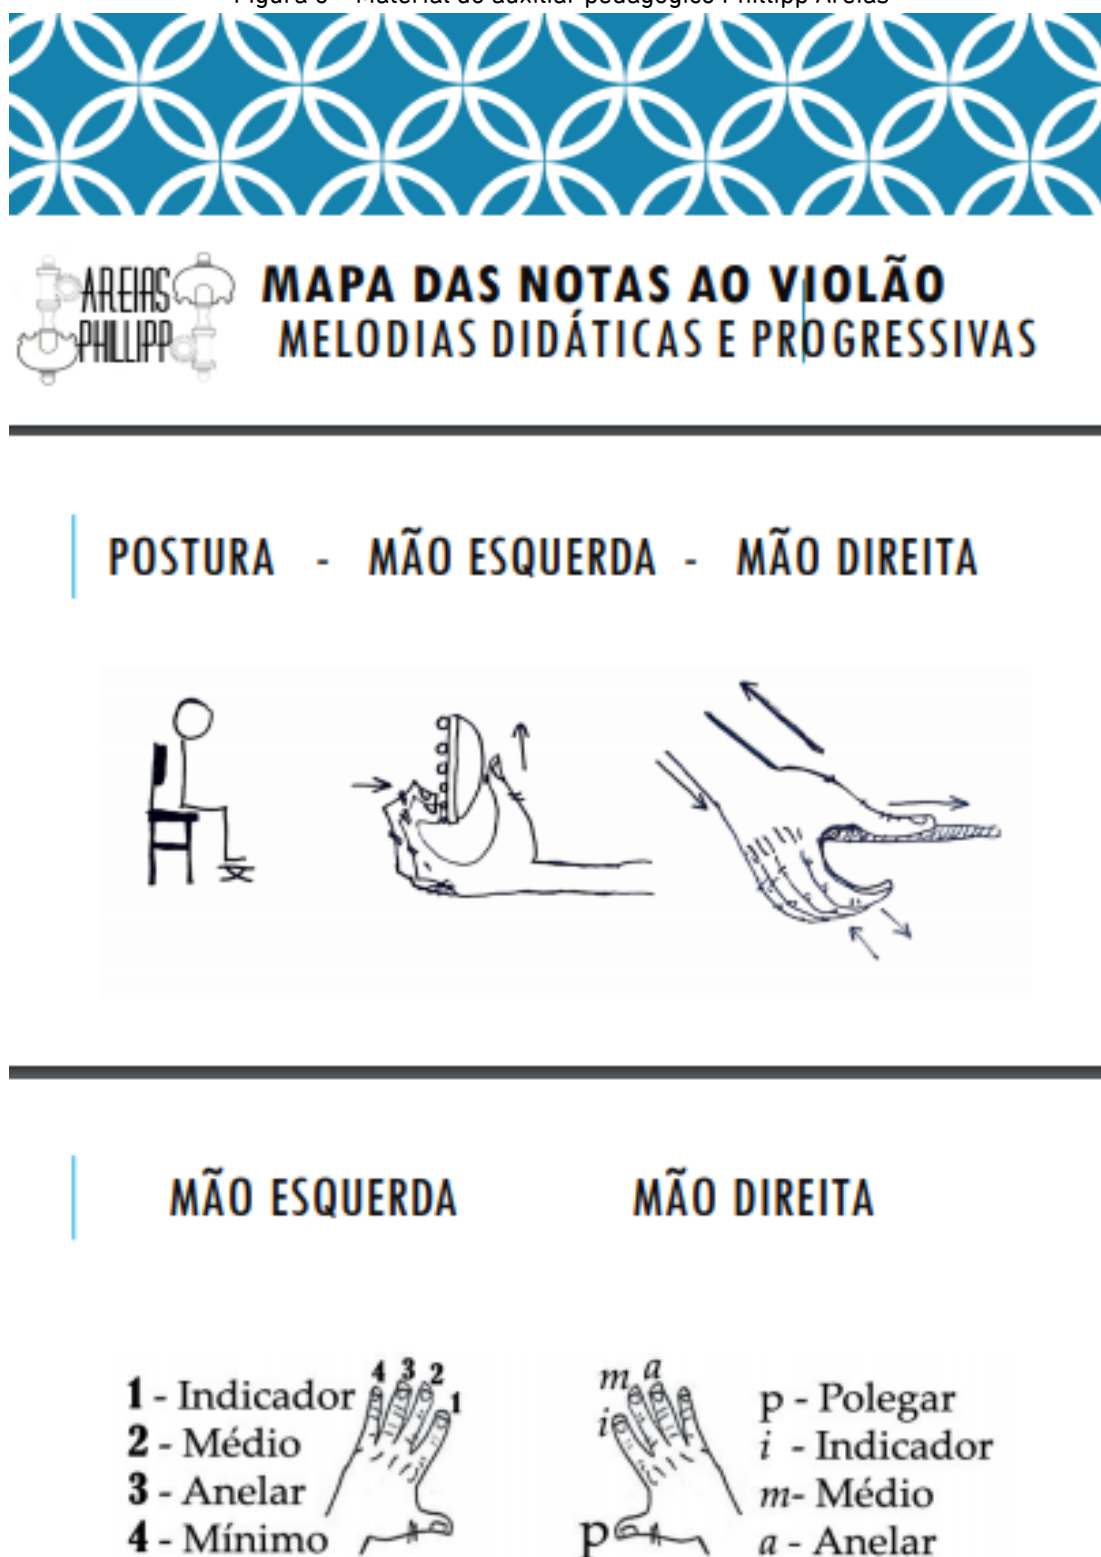 AREIAS
PHILLIPP
MAPA DAS NOTAS AO VIOLÃO
MELODIAS DIDÁTICAS E PROGRESSIVAS
POSTURA - MÃO ESQUERDA - MÃO DIREITA
MÃO ESQUERDA MÃO DIREITA
1 - Indicador
2 - Médio
3 - Anelar
4 - Mínimo
4 3 2 1
m a
i
p
p - Polegar
i - Indicador
m- Médio
a - Anelar